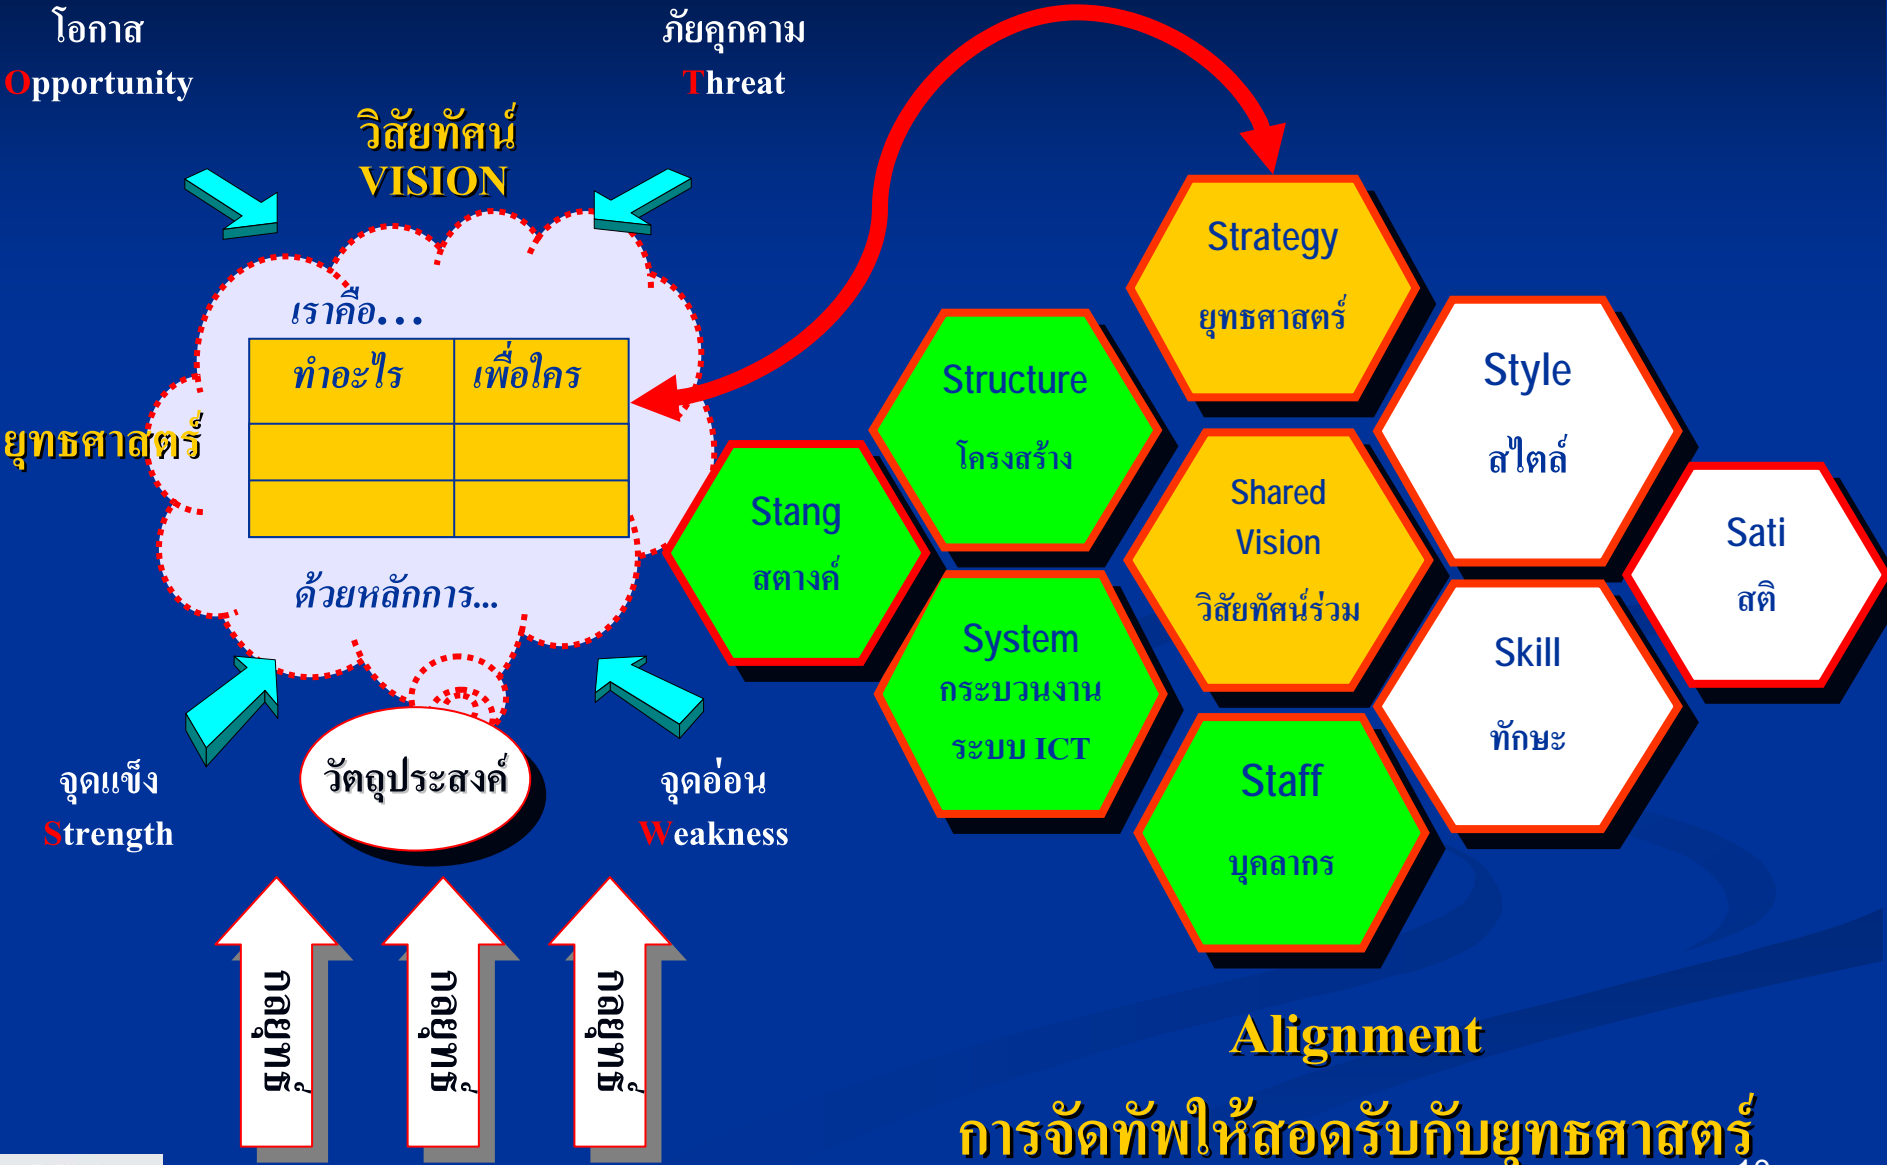 โอกาส
Opportunity
ภัยคุกคาม
Threat
วิสัยทัศน์
VISION
เราคือ...
ทำอะไร
เพื่อใคร
ด้วยหลักการ...
ยุทธศาสตร์
จุดแข็ง
Strength
วัตถุประสงค์
จุดอ่อน
Weakness
กลยุทธ์
กลยุทธ์
กลยุทธ์
Strategy
ยุทธศาสตร์
Structure
โครงสร้าง
Style
สไตล์
Stang
สตางค์
Shared
Vision
วิสัยทัศน์ร่วม
Sati
สติ
System
กระบวนงาน
ระบบ ICT
Skill
ทักษะ
Staff
บุคลากร
Alignment
การจัดทัพให้สอดรับกับยุทธศาสตร์